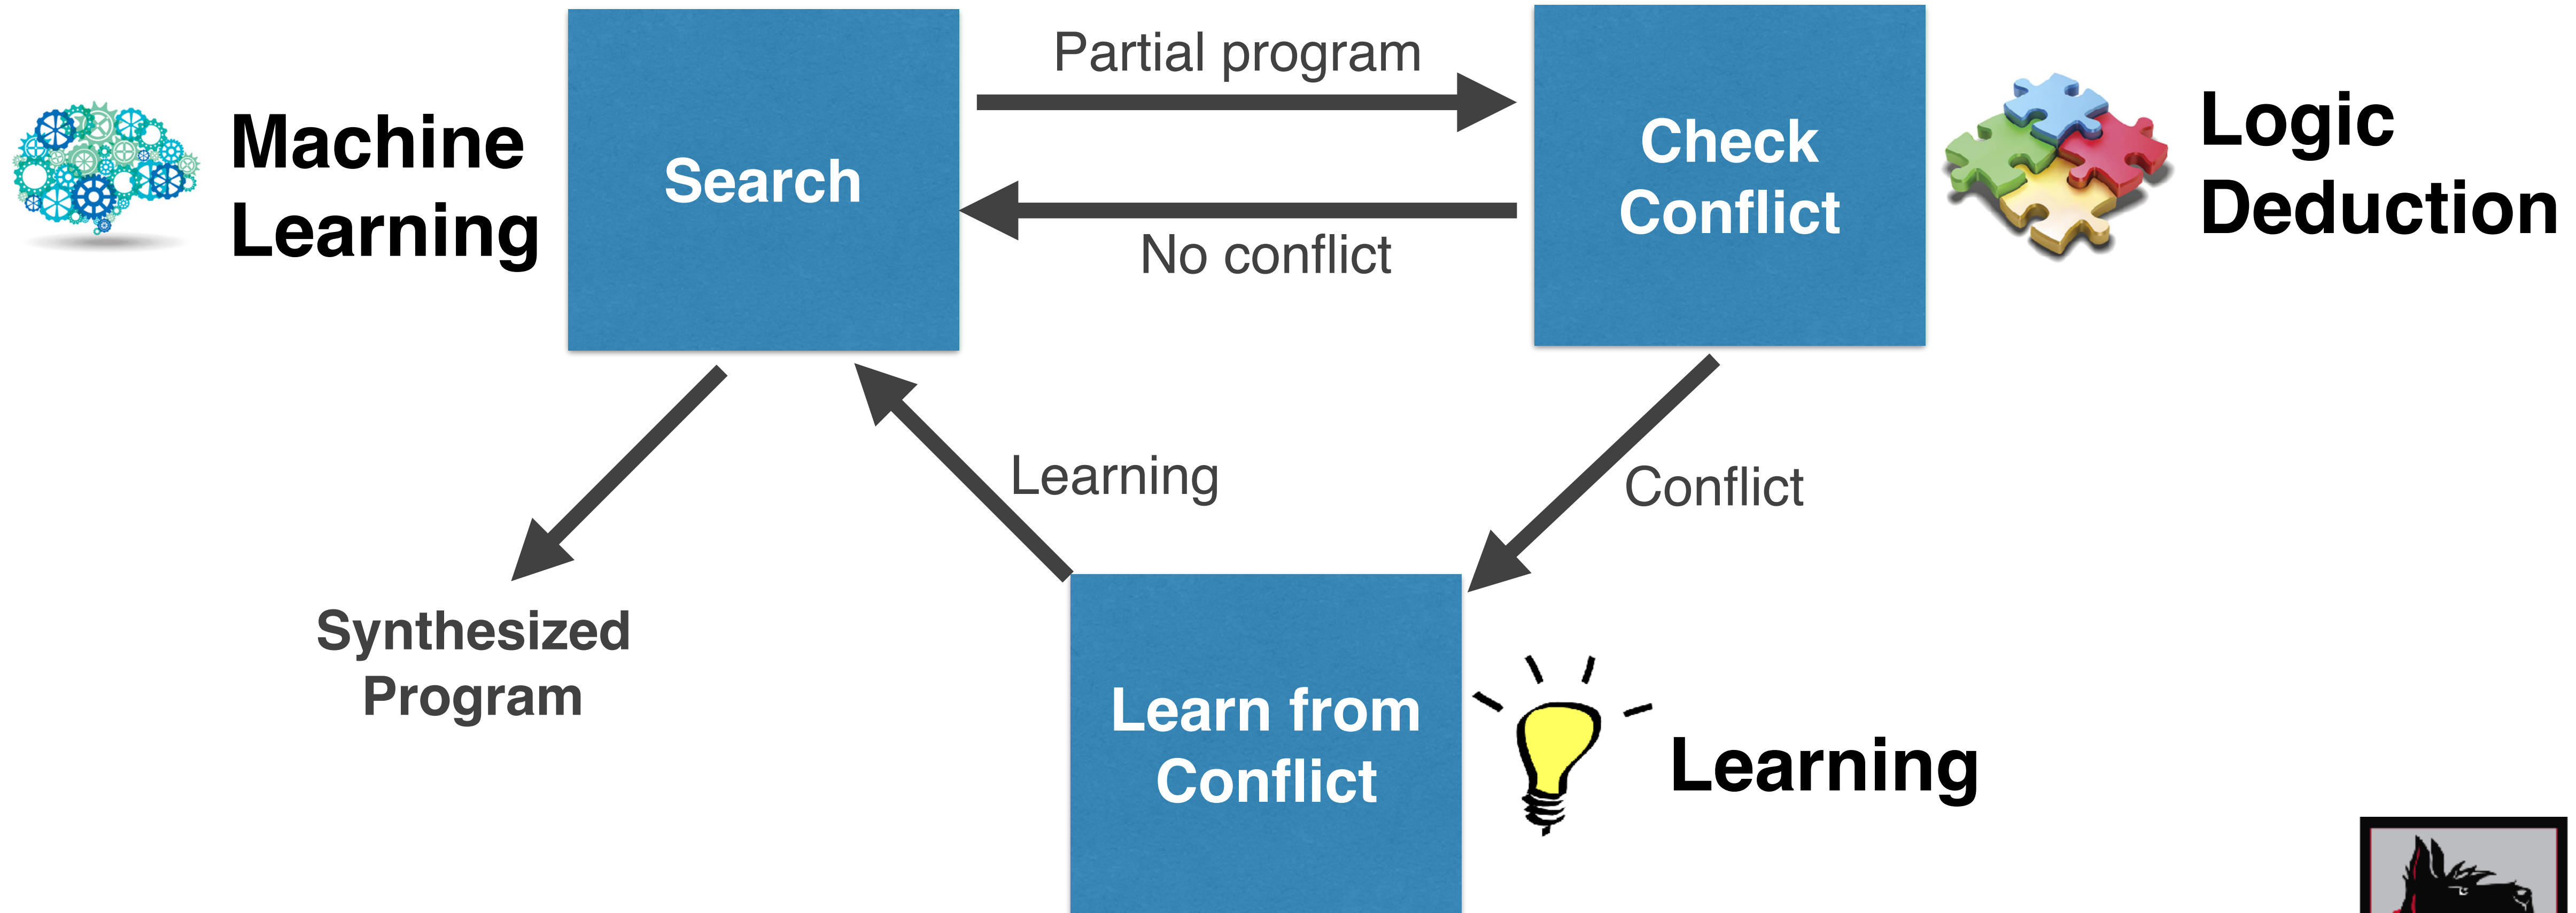 Machine
Learning
Search
Partial program
No conflict
Check
Conflict
Logic
Deduction
Learning
Conflict
Synthesized
Program
Learn from
Conflict
Learning